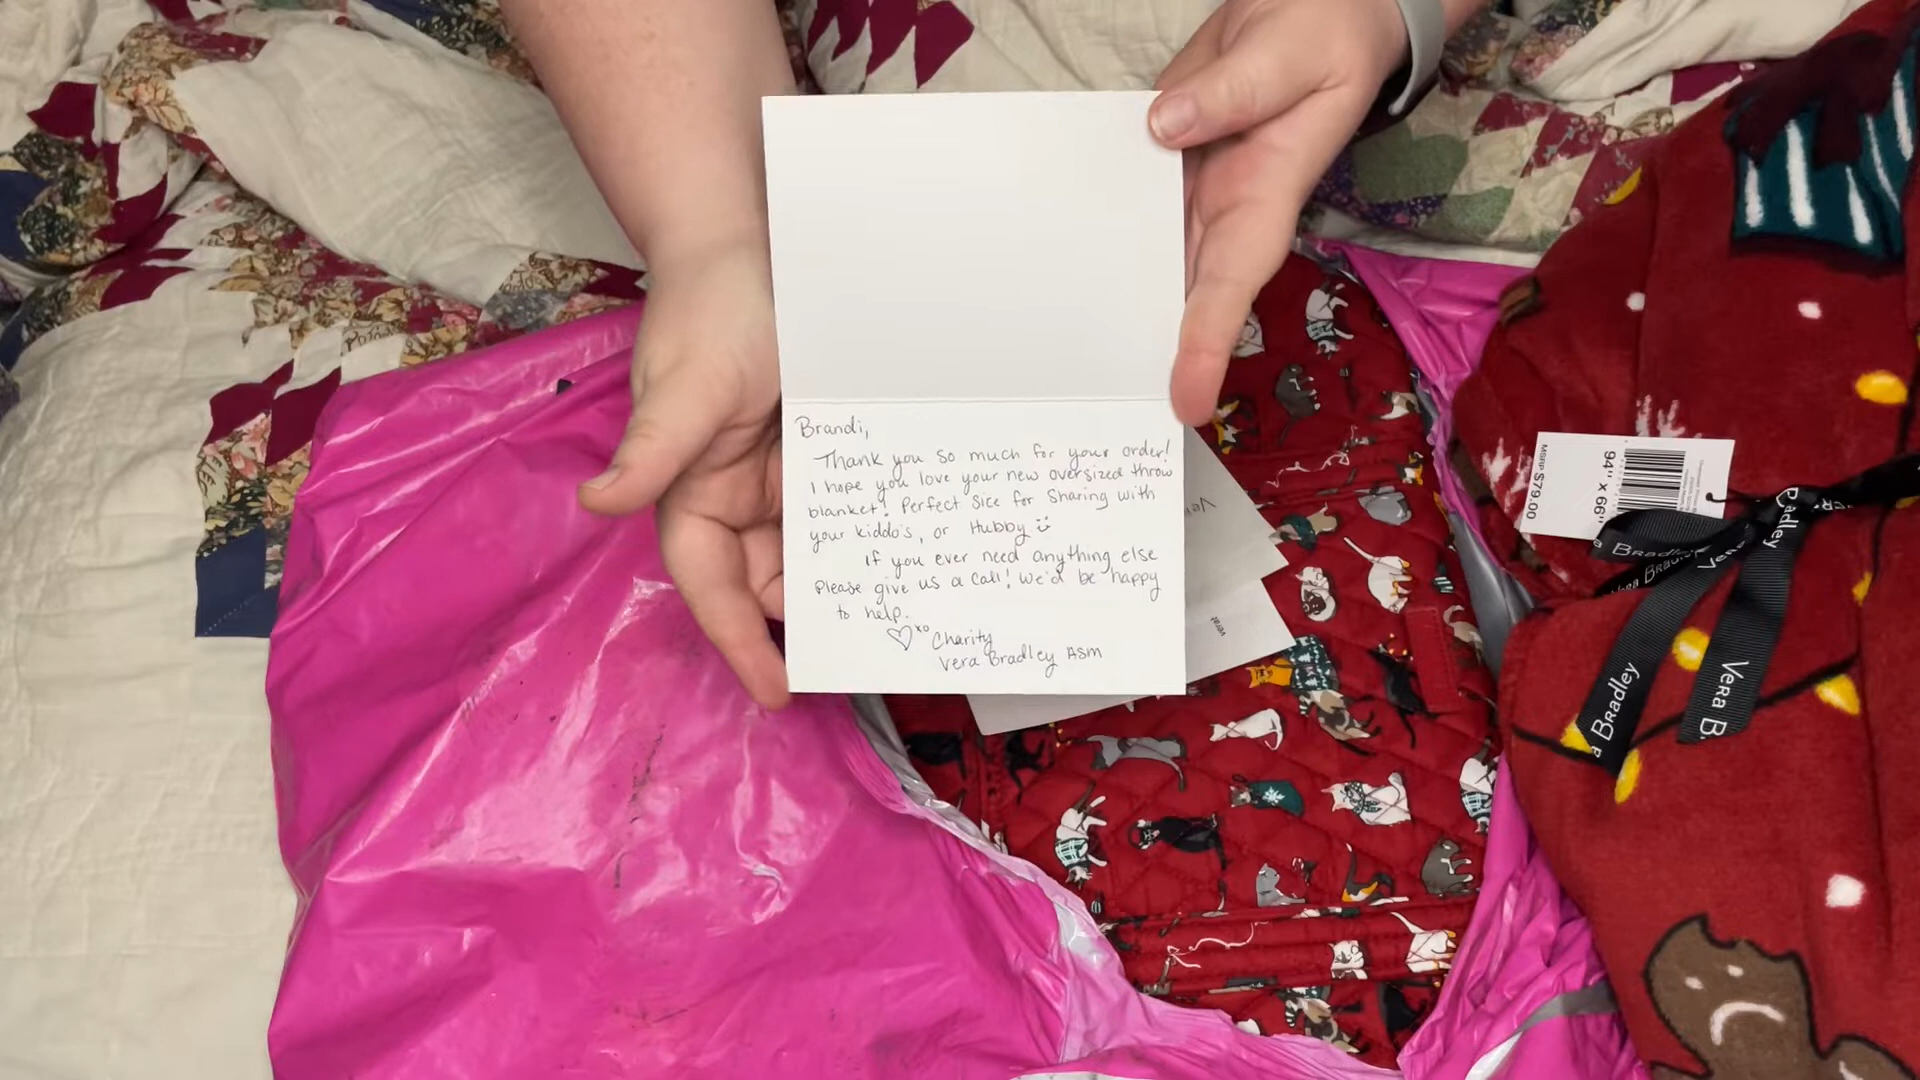 Brandi,
Thank you so much for your order!
I hope you love your new oversized throw
blanket! Perfect Size for Sharing with
your kiddo's, or Hubby
If you ever need anything else
Please give us a call! We'd be happy
to help.
♡ xo Charity
Vera Bradley ASM
MSRP $79.00
94" x 66"
Bradley
Vera Bradley
Vera
Bradley
a Bradley
Vera B